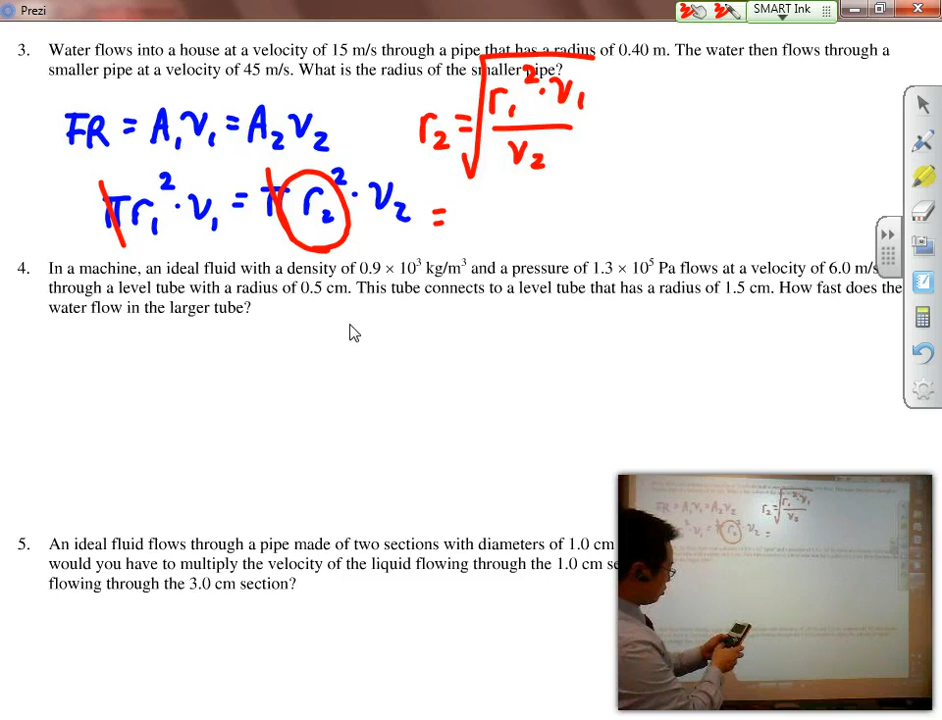 Prezi
SMART Ink
3. Water flows into a house at a velocity of 15 m/s through a pipe that has a radius of 0.40 m. The water then flows through a
smaller pipe at a velocity of 45 m/s. What is the radius of the smaller pipe?
FR = A₁v₁ = A₂v₂
r₂ = √(r₁²·v₁ / v₂)
πr₁²·v₁ = πr₂²·v₂ =
4. In a machine, an ideal fluid with a density of 0.9 × 10³ kg/m³ and a pressure of 1.3 × 10⁵ Pa flows at a velocity of 6.0 m/s
through a level tube with a radius of 0.5 cm. This tube connects to a level tube that has a radius of 1.5 cm. How fast does the
water flow in the larger tube?
5. An ideal fluid flows through a pipe made of two sections with diameters of 1.0 cm
would you have to multiply the velocity of the liquid flowing through the 1.0 cm
flowing through the 3.0 cm section?